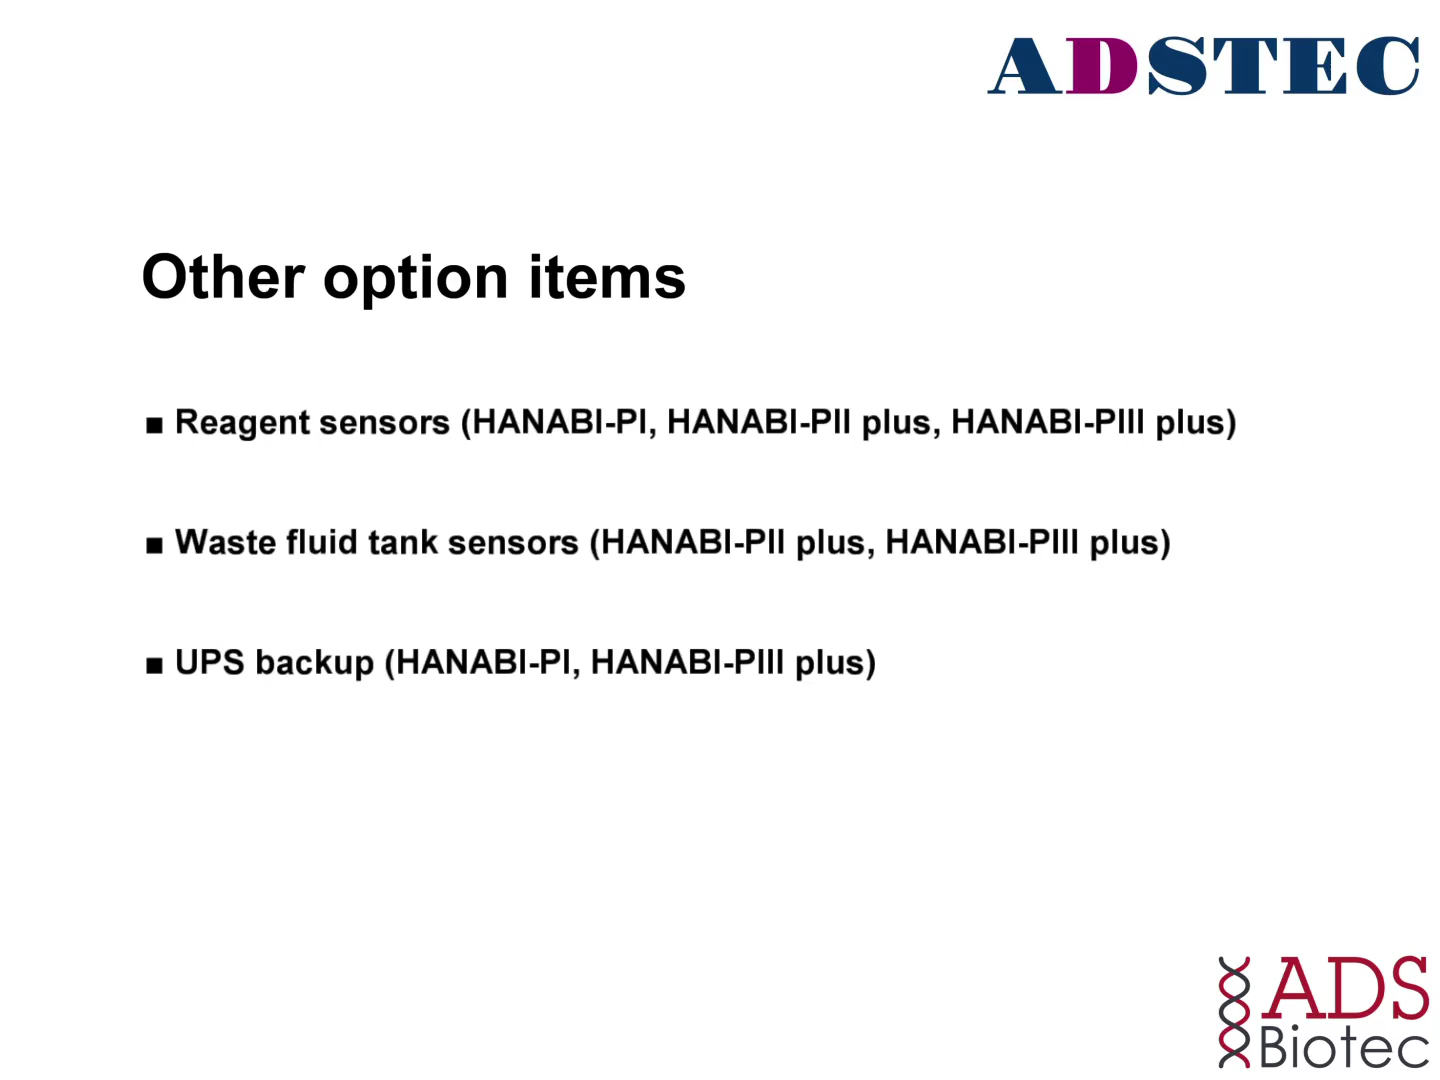 ADSTEC
Other option items
■ Reagent sensors (HANABI-PI, HANABI-PII plus, HANABI-PIII plus)
■ Waste fluid tank sensors (HANABI-PII plus, HANABI-PIII plus)
■ UPS backup (HANABI-PI, HANABI-PIII plus)
ADS
Biotec